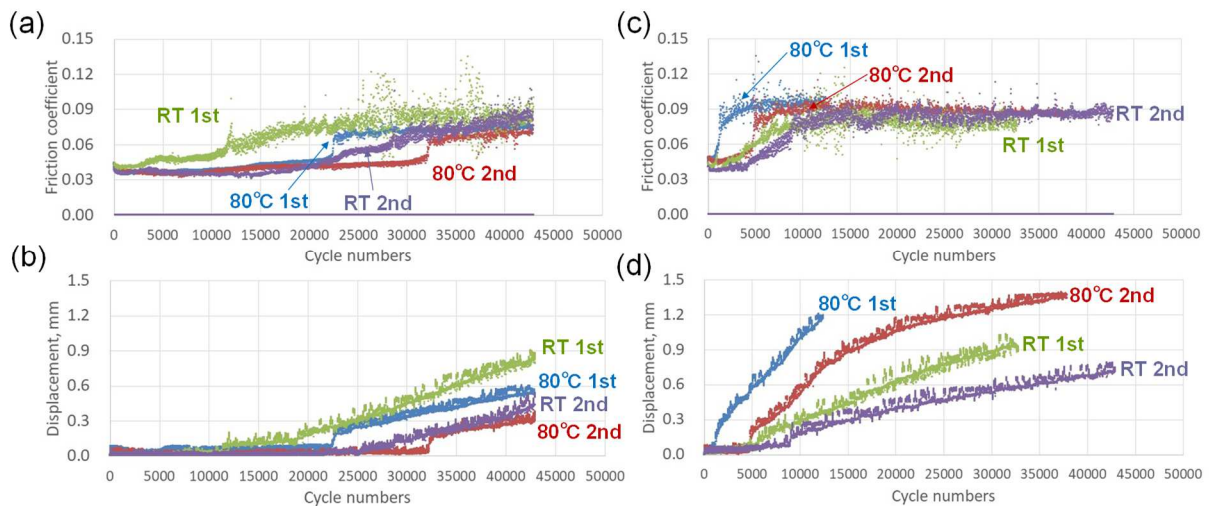 (a)
0.15
0.12
0.09
0.06
0.03
0.00
Friction coefficient
RT 1st
80°C 1st
RT 2nd
80°C 2nd
0 5000 10000 15000 20000 25000 30000 35000 40000 45000 50000
Cycle numbers
(b)
1.5
1.2
0.9
0.6
0.3
0.0
Displacement, mm
RT 1st
80°C 1st
RT 2nd
80°C 2nd
0 5000 10000 15000 20000 25000 30000 35000 40000 45000 50000
Cycle numbers
(c)
0.15
0.12
0.09
0.06
0.03
0.00
Friction coefficient
80°C 1st
80°C 2nd
RT 2nd
RT 1st
0 5000 10000 15000 20000 25000 30000 35000 40000 45000 50000
Cycle numbers
(d)
1.5
1.2
0.9
0.6
0.3
0.0
Displacement, mm
80°C 1st
80°C 2nd
RT 1st
RT 2nd
0 5000 10000 15000 20000 25000 30000 35000 40000 45000 50000
Cycle numbers